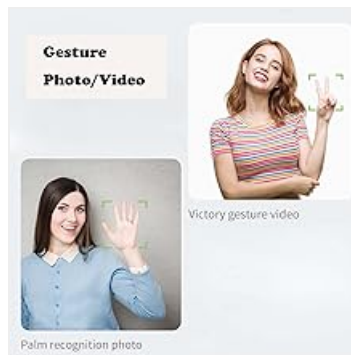 Gesture
Photo/Video
Victory gesture video
Palm recognition photo